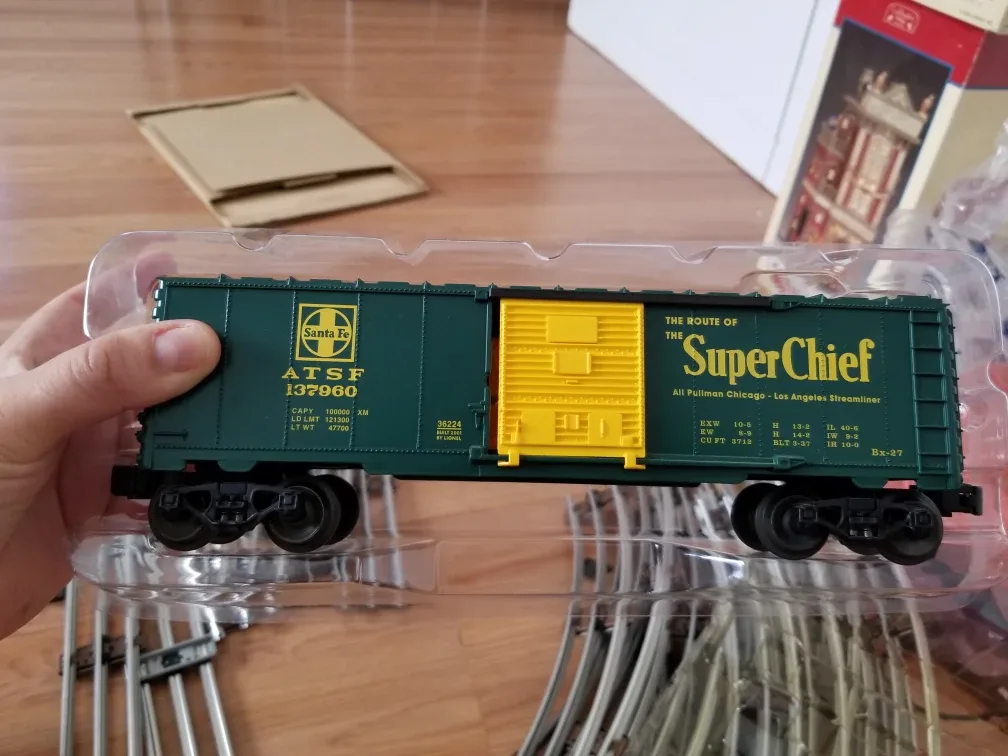 Santa Fe
ATSF
137960
CAPY 100000 XM
LD LMT 121300
LT WT 47700
36224
BUILT 2001
BY LIONEL
THE ROUTE OF
THE
Super Chief
All Pullman Chicago - Los Angeles Streamliner
EXW 10-5 H 13-2 IL 40-6
EW 8-9 H 14-2 IW 9-2
CU FT 3712 BLT 3-37 IH 10-0
Bx-27